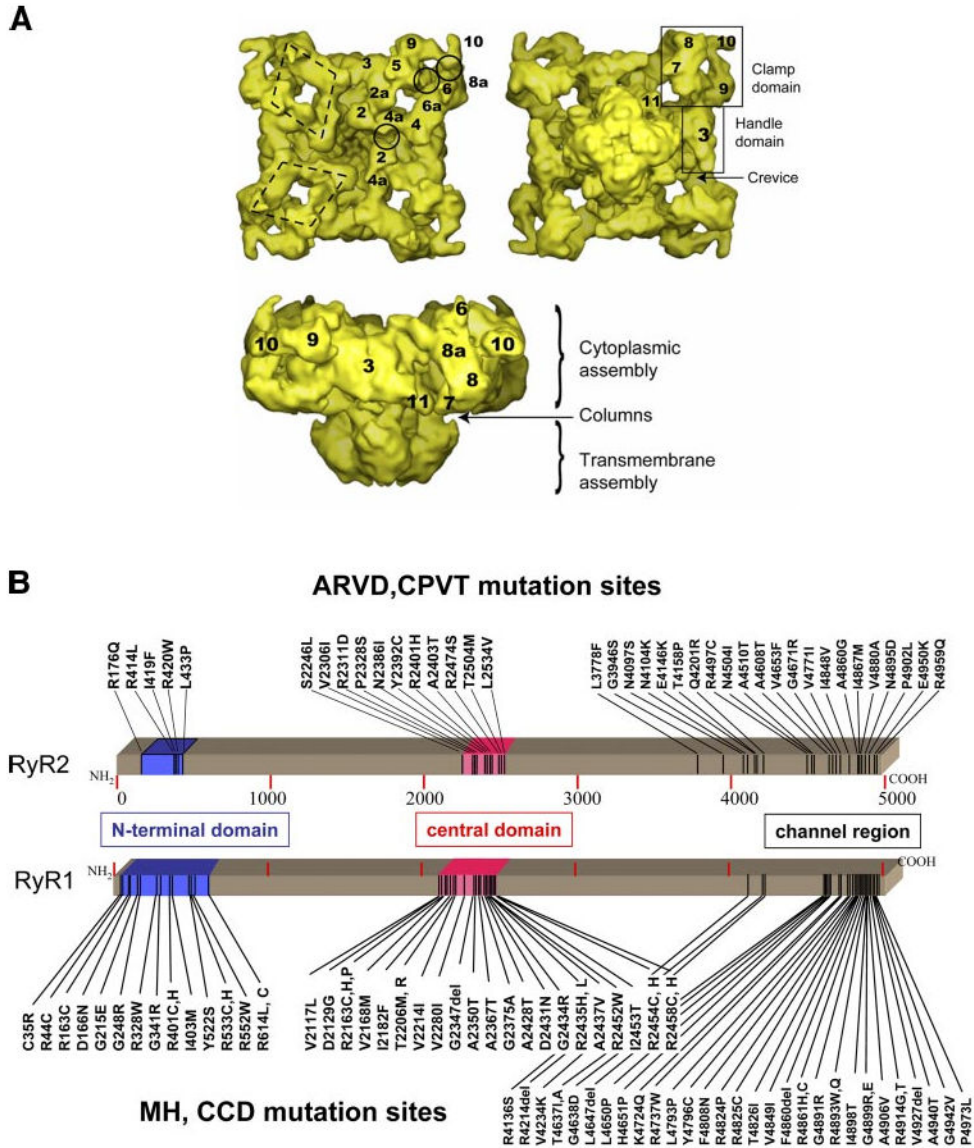 A
9
10
3
5
8a
2a
6
6a
2
4a
4
2
4a
8
10
7
Clamp
domain
9
11
3
Handle
domain
Crevice
6
10
9
8a
10
3
8
11
7
Cytoplasmic
assembly
Columns
Transmembrane
assembly
B
ARVD,CPVT mutation sites
R176Q
R414L
I419F
R420W
L433P
S2246L
V2306I
R2311D
P2328S
N2386I
Y2392C
R2401H
A2403T
R2474S
T2504M
L2534V
L3778F
G3946S
N4097S
N4104K
E4146K
T4158P
Q4201R
R4497C
N4504I
A4510T
A4608T
V4653F
G4671R
V4771I
I4848V
A4860G
I4867M
V4880A
N4895D
P4902L
E4950K
R4959Q
RyR2
NH2
COOH
0
1000
2000
3000
4000
5000
N-terminal domain
central domain
channel region
RyR1
NH2
COOH
C35R
R44C
R163C
D166N
G215E
G248R
R328W
G341R
R401C,H
I403M
Y522S
R533C,H
R552W
R614L, C
V2117L
D2129G
R2163C,H,P
V2168M
I2182F
T2206M, R
V2214I
V2280I
G2347del
A2350T
A2367T
G2375A
A2428T
D2431N
G2434R
R2435H, L
A2437V
R2452W
I2453T
R2454C, H
R2458C, H
R4136S
R4214del
V4234K
T4637I,A
G4638D
L4647del
L4650P
H4651P
K4724Q
R4737W
L4793P
Y4796C
L4808N
R4824P
R4825C
T4826I
Y4849I
F4860del
R4861H,C
G4891R
R4893W,Q
I4898T
G4899R,E
A4906V
R4914G,T
V4927del
A4940T
G4942V
P4973L
MH, CCD mutation sites